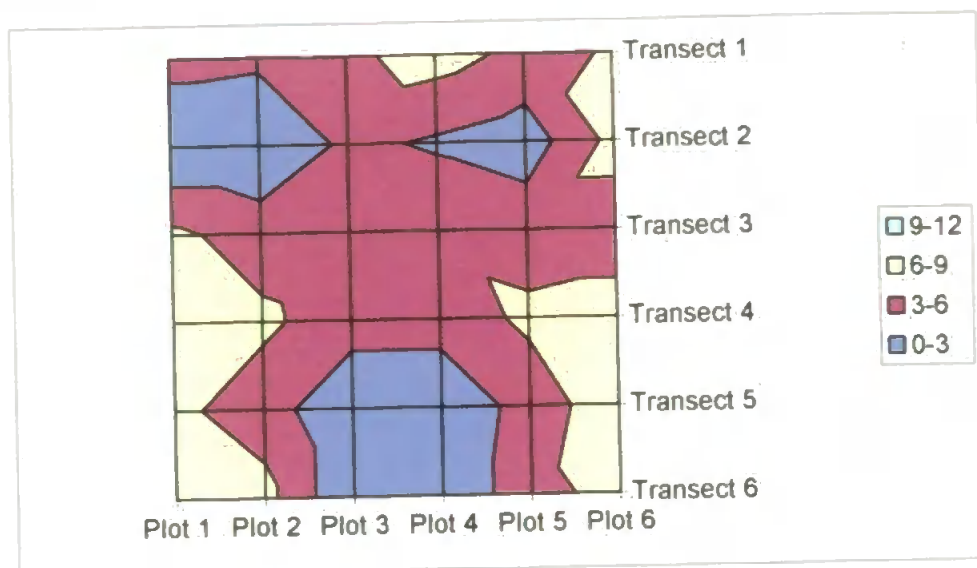 Transect 1
Transect 2
Transect 3
Transect 4
Transect 5
Transect 6
9-12
6-9
3-6
0-3
Plot 1 Plot 2 Plot 3 Plot 4 Plot 5 Plot 6